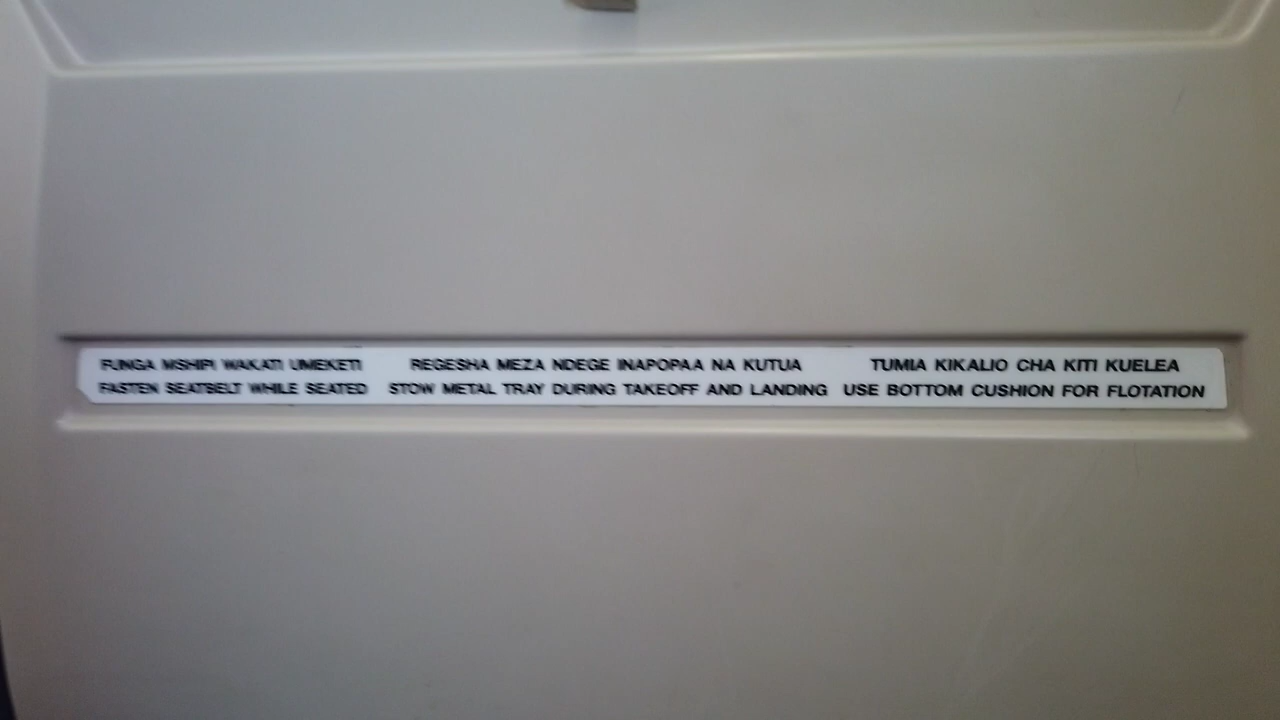 FUNGA MSHIPI WAKATI UMEKETI REGESHA MEZA NDEGE INAPOPAA NA KUTUA TUMIA KIKALIO CHA KITI KUELEA
FASTEN SEATBELT WHILE SEATED STOW METAL TRAY DURING TAKEOFF AND LANDING USE BOTTOM CUSHION FOR FLOTATION